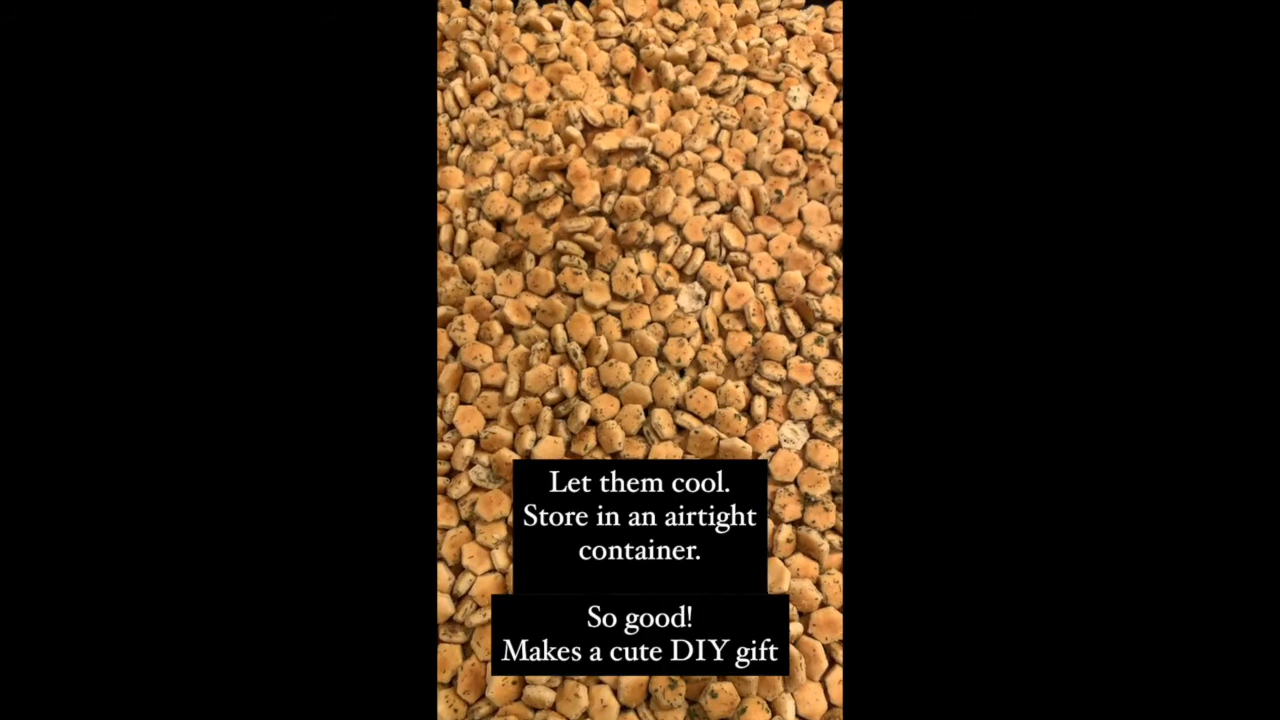 Let them cool.
Store in an airtight
container.
So good!
Makes a cute DIY gift